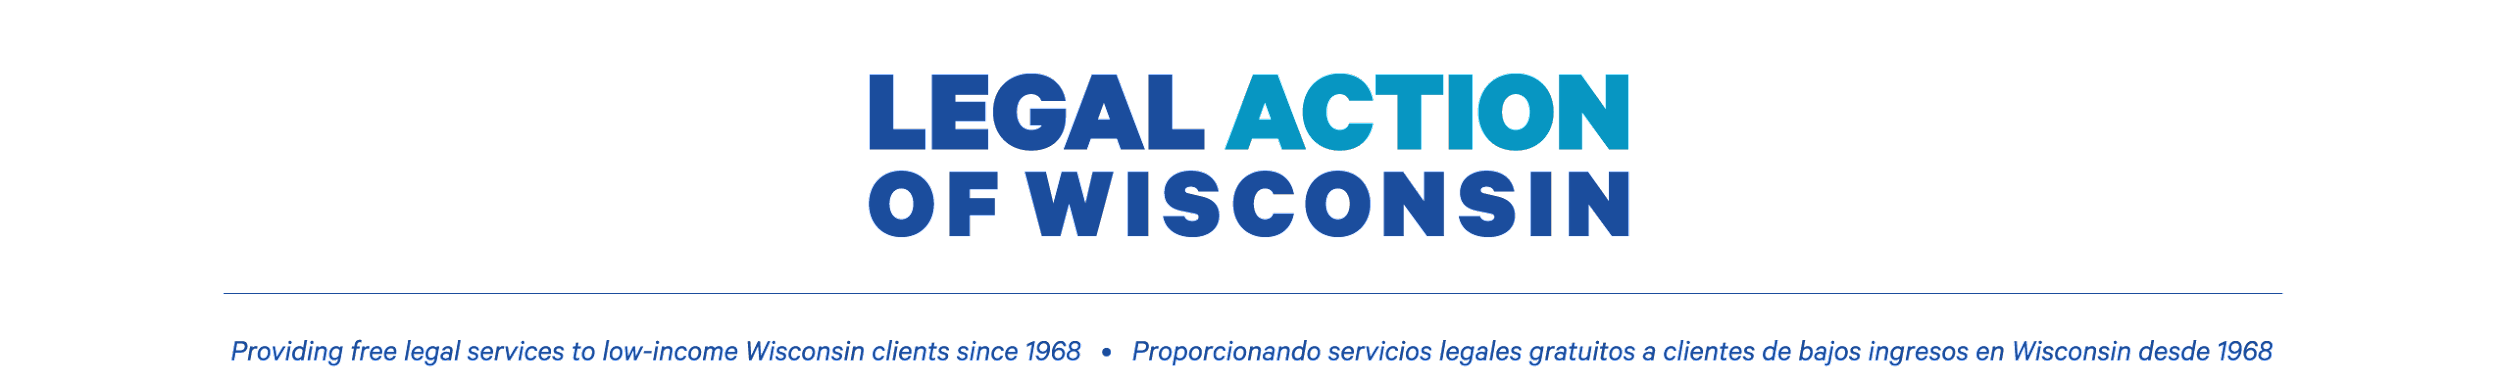 LEGAL ACTION
OF WISCONSIN
Providing free legal services to low-income Wisconsin clients since 1968 • Proporcionando servicios legales gratuitos a clientes de bajos ingresos en Wisconsin desde 1968